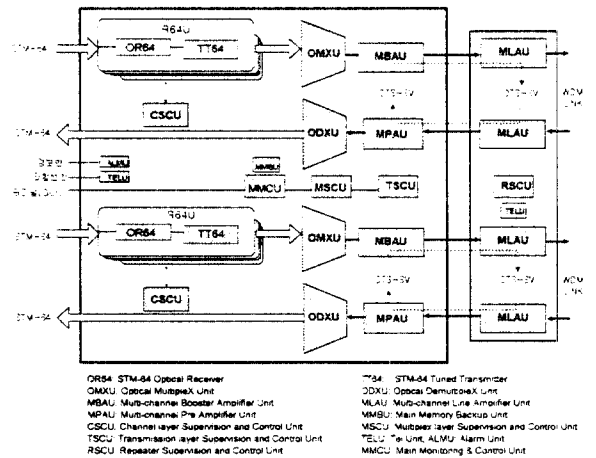 R64U
STM-64 OR64 TT64 OMXU MBAU MLAU
CSCU WDM LINK
STM-64 ODXU MPAU MLAU
ALMU MMBU
TELU
MMCU MSCU TSCU RSCU
R64U TELU
STM-64 OR64 TT64 OMXU MBAU MLAU
CSCU WDM LINK
STM-64 ODXU MPAU MLAU
OR64: STM-64 Optical Receiver
OMXU: Optical MultipleX Unit
MBAU: Multi-channel Booster Amplifier Unit
MPAU: Multi-channel Pre Amplifier Unit
CSCU: Channel layer Supervision and Control Unit
TSCU: Transmission layer Supervision and Control Unit
RSCU: Repeater Supervision and Control Unit
TT64: STM-64 Tuned Transmitter
ODXU: Optical DemultipleX Unit
MLAU: Multi-channel Line Amplifier Unit
MMBU: Main Memory Backup Unit
MSCU: Multiplex layer Supervision and Control Unit
TELU: Tel Unit, ALMU: Alarm Unit
MMCU: Main Monitoring & Control Unit